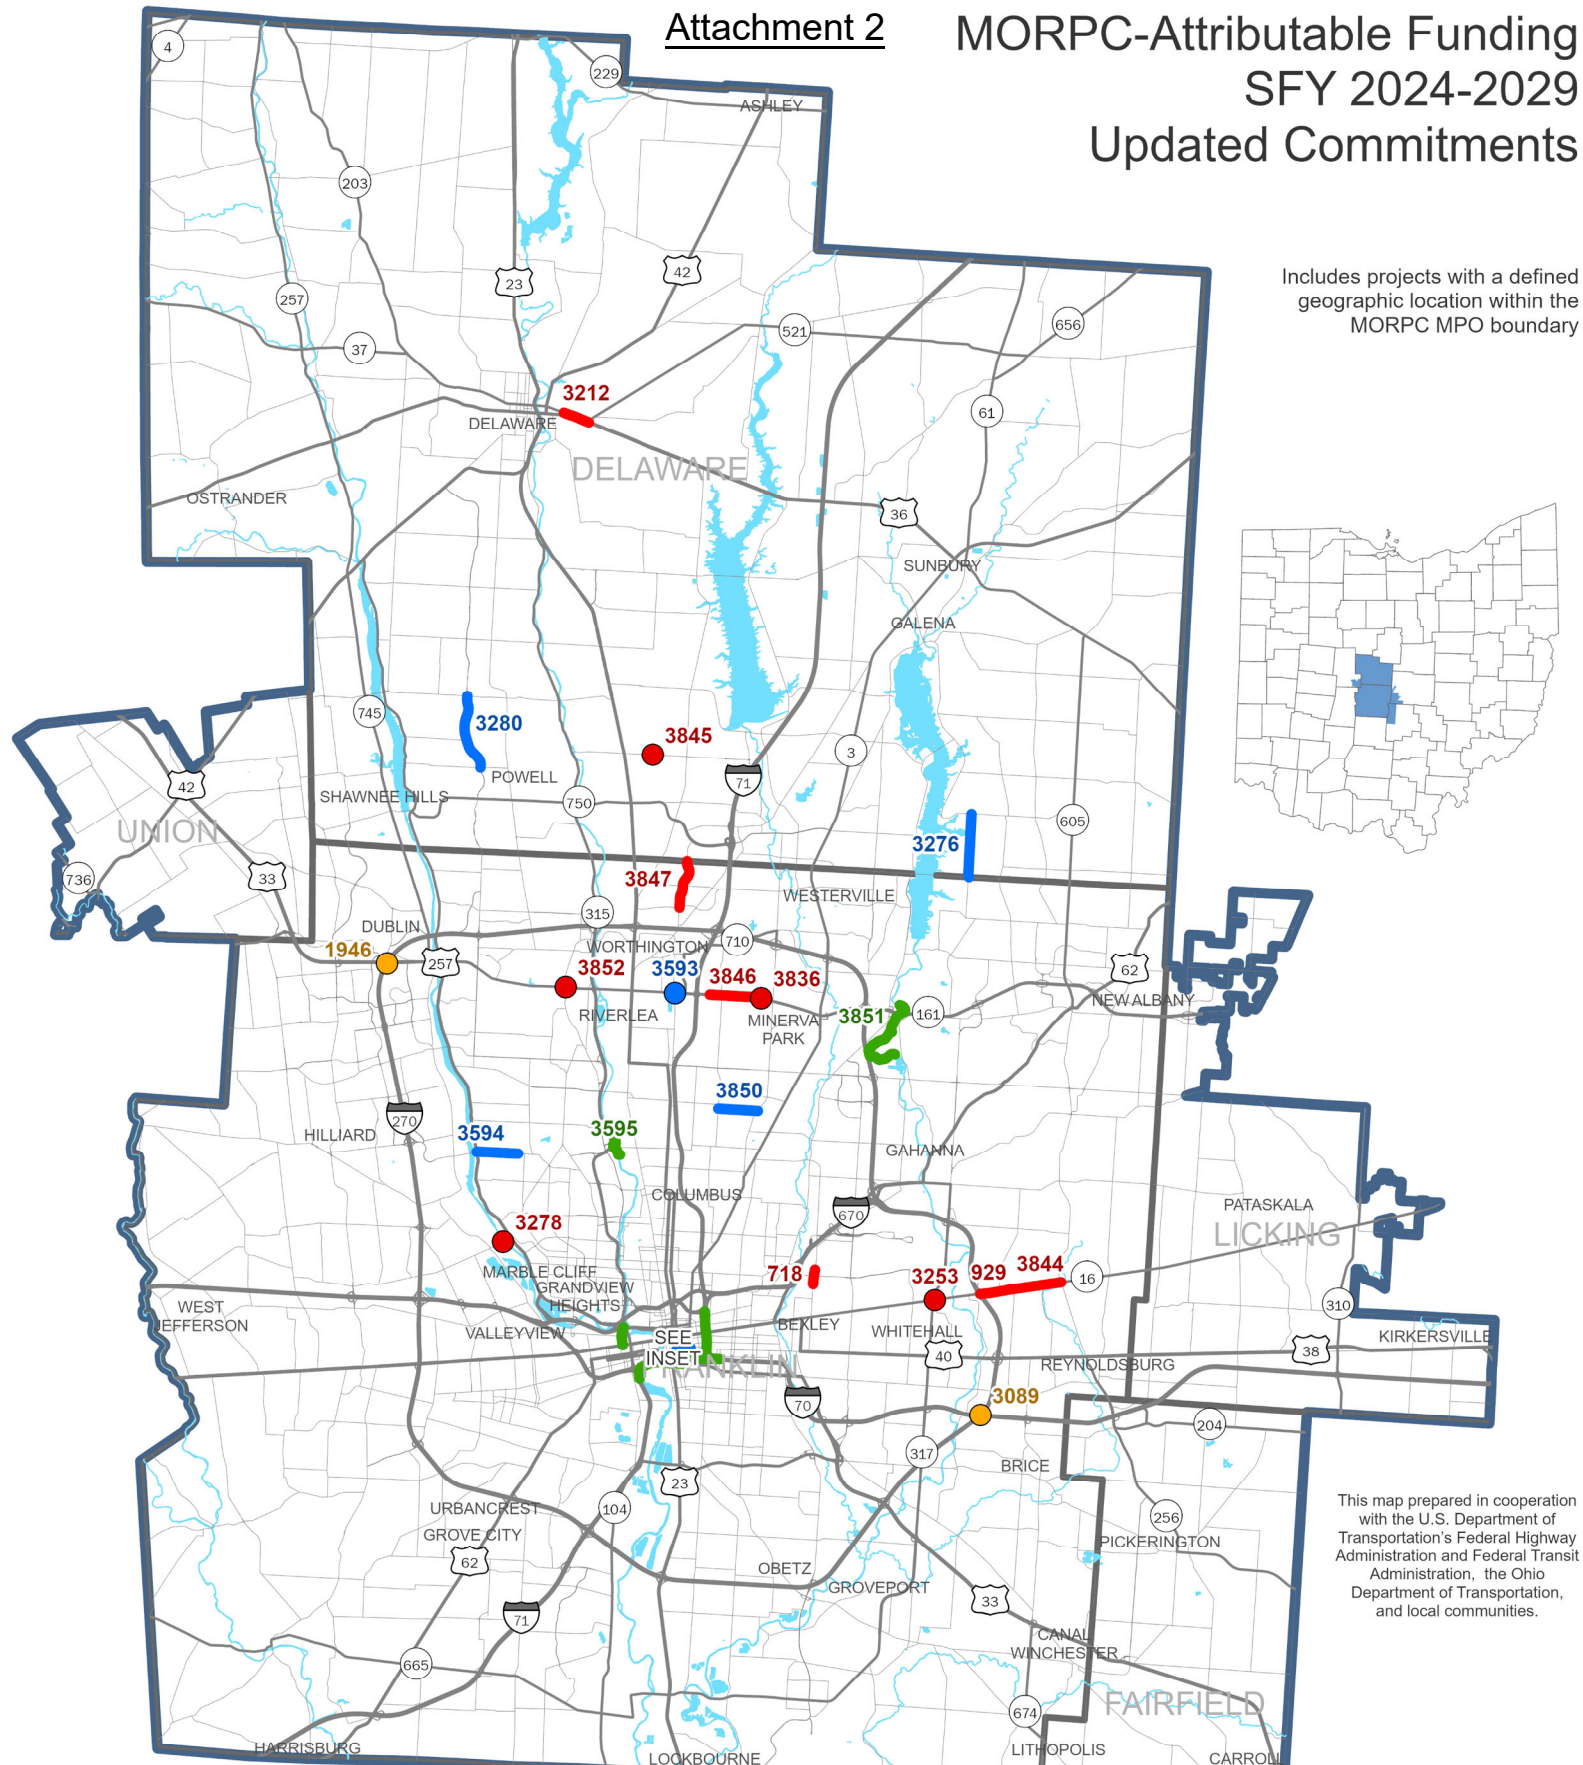 Attachment 2
MORPC-Attributable Funding
SFY 2024-2029
Updated Commitments
Includes projects with a defined
geographic location within the
MORPC MPO boundary
4
229
ASHLEY
203
23
42
257
521
656
37
3212
61
DELAWARE
DELAWARE
OSTRANDER
36
SUNBURY
GALENA
745
3280
3845
3
71
POWELL
42
SHAWNEE HILLS
750
605
UNION
3276
736
33
3847
WESTERVILLE
315
DUBLIN
710
1946
257
WORTHINGTON
3852
3593
3846
3836
62
RIVERLEA
NEW ALBANY
MINERVA
PARK
3851
161
3850
270
HILLIARD
3594
3595
GAHANNA
COLUMBUS
PATASKALA
670
LICKING
3278
MARBLE CLIFF
718
3253
929
3844
16
GRANDVIEW
HEIGHTS
WEST
JEFFERSON
310
VALLEYVIEW
BEXLEY
WHITEHALL
KIRKERSVILLE
SEE
INSET
FRANKLIN
40
38
REYNOLDSBURG
3089
70
204
317
BRICE
23
104
URBANCREST
This map prepared in cooperation
with the U.S. Department of
Transportation's Federal Highway
Administration and Federal Transit
Administration, the Ohio
Department of Transportation,
and local communities.
256
GROVE CITY
PICKERINGTON
62
OBETZ
GROVEPORT
33
71
CANAL
WINCHESTER
665
FAIRFIELD
674
HARRISBURG
LITHOPOLIS
LOCKBOURNE
CARROLL